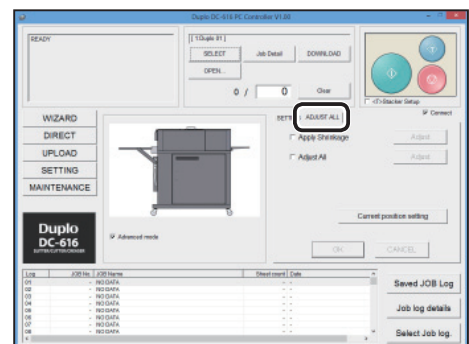 Duplo DC-616 PC Controller V1.00
READY
[ 1:Duplo 01 ]
SELECT
Job Detail
DOWNLOAD
OPEN...
0 / 0
Clear
<T>Stacker Setup
Connect
WIZARD
DIRECT
UPLOAD
SETTING
MAINTENANCE
ADJUST ALL
Apply Shrinkage
Adjust
Adjust All
Adjust
Current position setting
Advanced mode
OK
CANCEL
Duplo
DC-616
Log JOB No. JOB Name Sheet count Date
01 - NO DATA - -
02 - NO DATA - -
03 - NO DATA - -
04 - NO DATA - -
05 - NO DATA - -
06 - NO DATA - -
07 - NO DATA - -
08 - NO DATA - -
Saved JOB Log
Job log details
Select Job log.